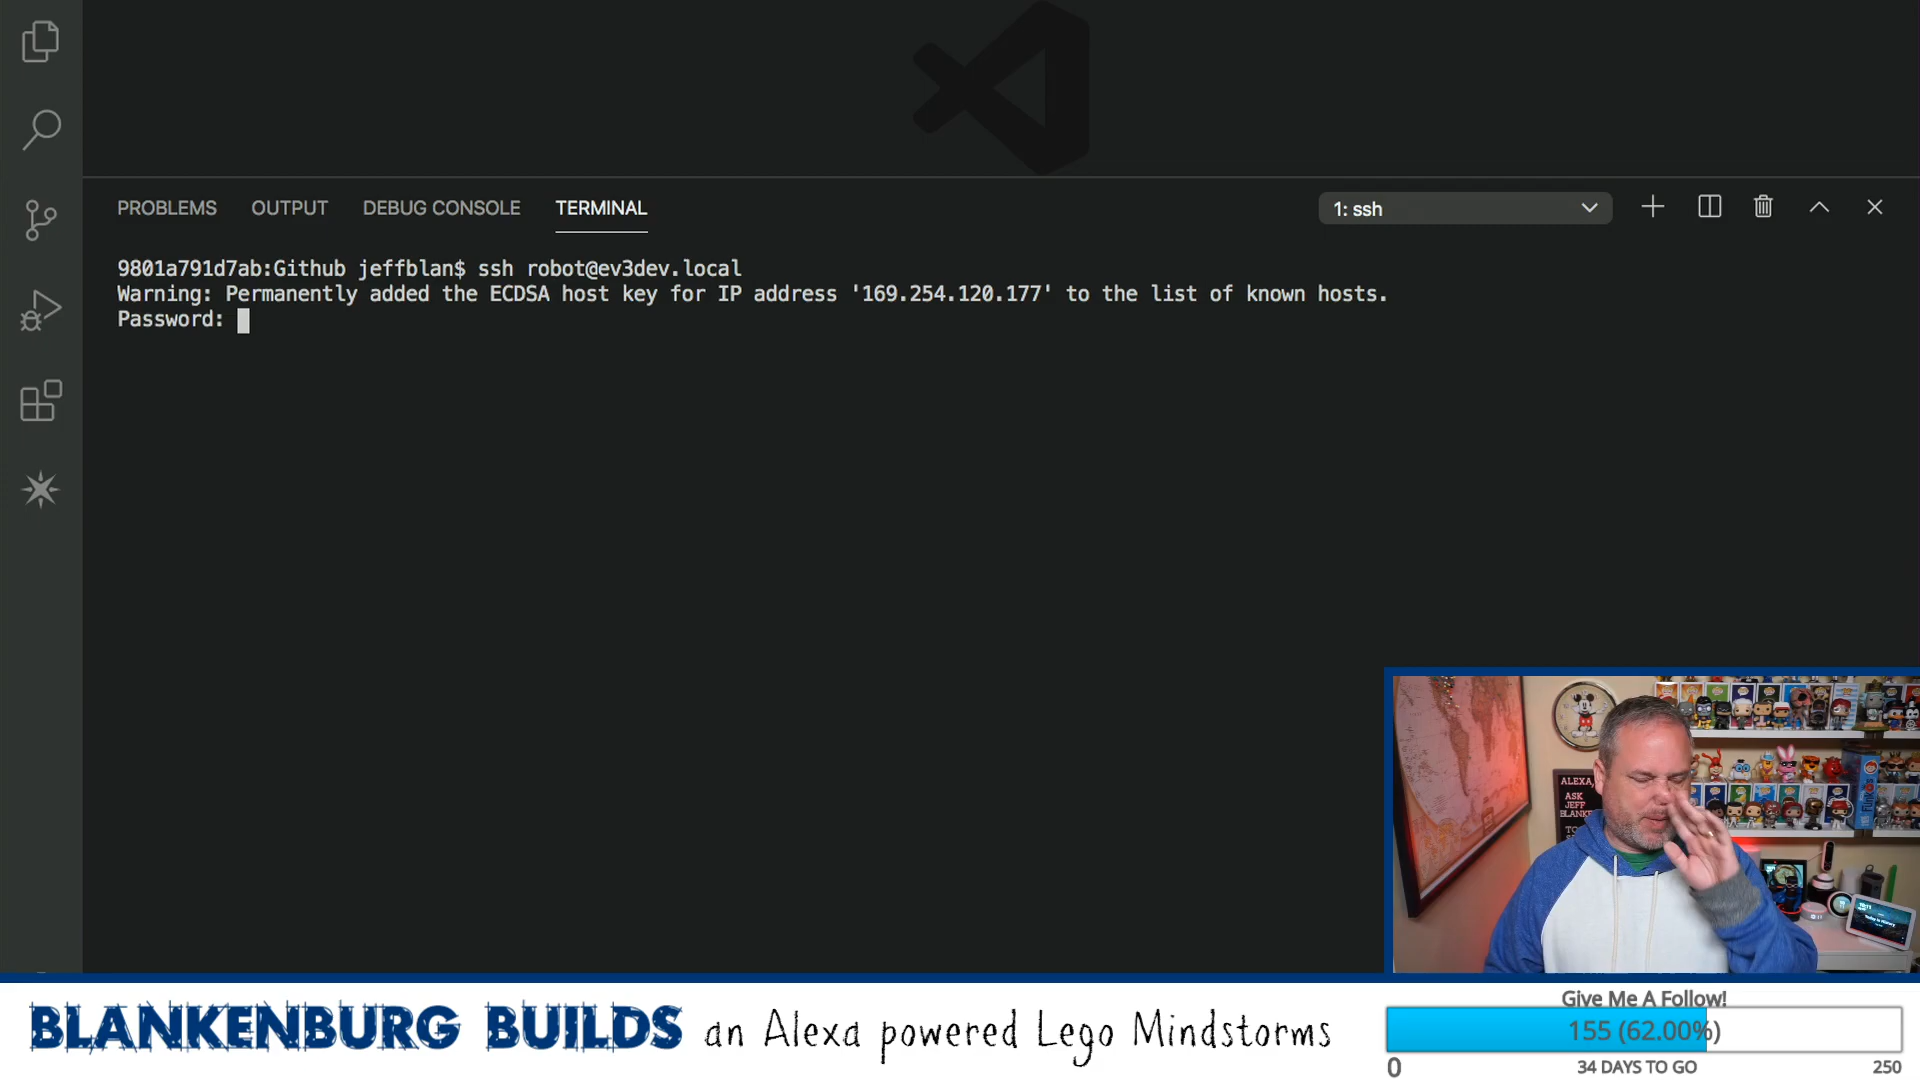 PROBLEMS OUTPUT DEBUG CONSOLE TERMINAL 1: ssh
9801a791d7ab:Github jeffblan$ ssh robot@ev3dev.local
Warning: Permanently added the ECDSA host key for IP address '169.254.120.177' to the list of known hosts.
Password:
ALEXA,
ASK
JEFF
BLANKE
TO
BLANKENBURG BUILDS an Alexa powered Lego Mindstorms
Give Me A Follow!
155 (62.00%)
0 34 DAYS TO GO 250